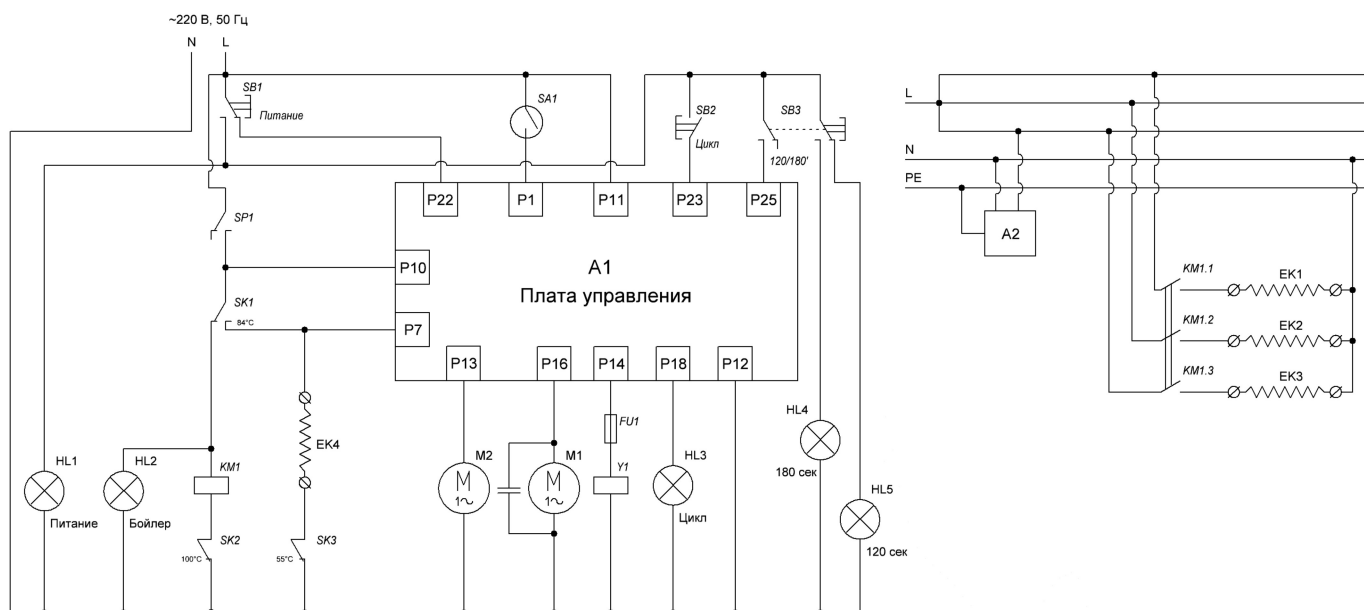 ~220 В, 50 Гц
N L
SB1
Питание
SA1
SB2
Цикл
SB3
120/180'
L
N
PE
P22 P1 P11 P23 P25
SP1
A2
P10
A1
Плата управления
KM1.1 EK1
SK1
84°C
P7
KM1.2 EK2
P13 P16 P14 P18 P12
KM1.3 EK3
HL4
FU1
EK4
HL1 HL2 KM1 M2 M1 Y1 HL3
180 сек
M
1~
M
1~
HL5
Питание Бойлер Цикл
SK2
100°C
SK3
55°C
120 сек